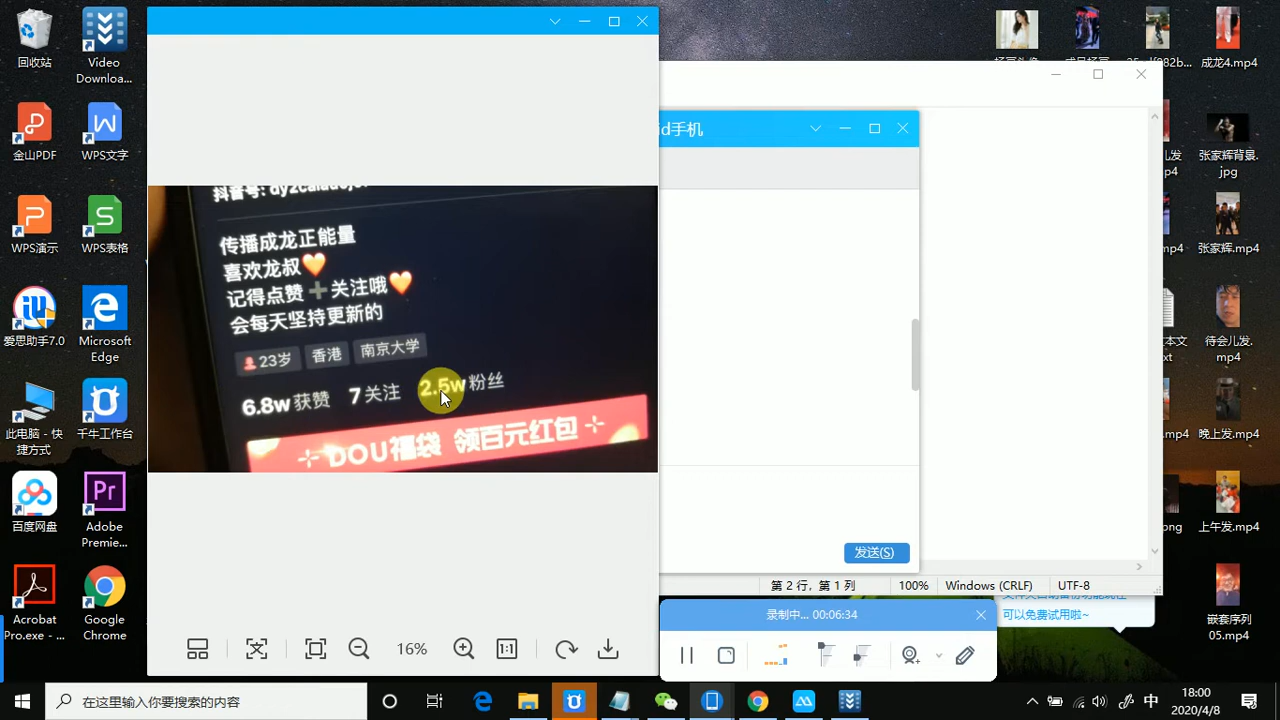 回收站
Video
Downloa...
金山PDF
WPS文字
WPS演示
WPS表格
爱思助手7.0
Microsoft
Edge
此电脑 - 快
捷方式
千牛工作台
百度网盘
Adobe
Premie...
Acrobat
Pro.exe - ...
Google
Chrome
抖音号:
传播成龙正能量
喜欢龙叔🧡
记得点赞➕关注哦🧡
会每天坚持更新的
23岁 香港 南京大学
6.8w 获赞 7 关注 2.5w 粉丝
DOU福袋 领百元红包
16%
1:1
id手机
发送(S)
第 2 行，第 1 列 100% Windows (CRLF) UTF-8
可以免费试用啦~
录制中... 00:06:34
成龙4.mp4
张家辉背景.
jpg
张家辉.mp4
待会儿发.
mp4
晚上发.mp4
上午发.mp4
嵌套序列
05.mp4
在这里输入你要搜索的内容
中
18:00
2020/4/8